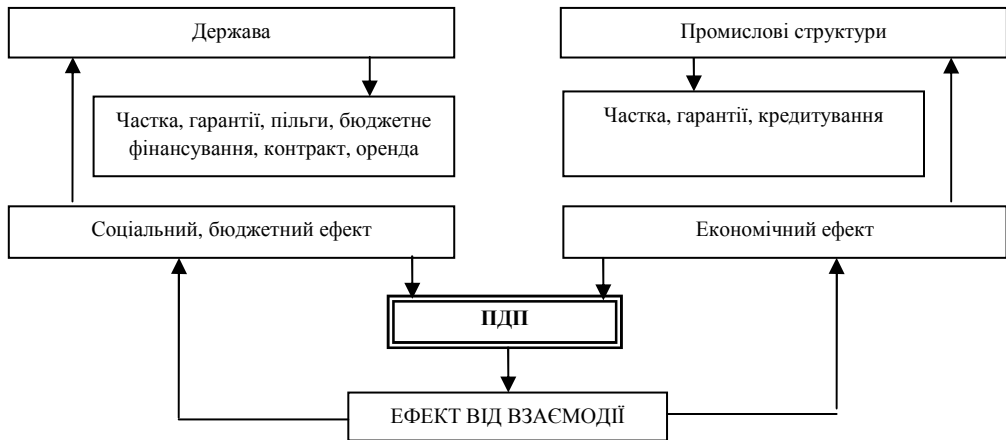 Держава
Промислові структури
Частка, гарантії, пільги, бюджетне
фінансування, контракт, оренда
Частка, гарантії, кредитування
Соціальний, бюджетний ефект
Економічний ефект
ПДП
ЕФЕКТ ВІД ВЗАЄМОДІЇ